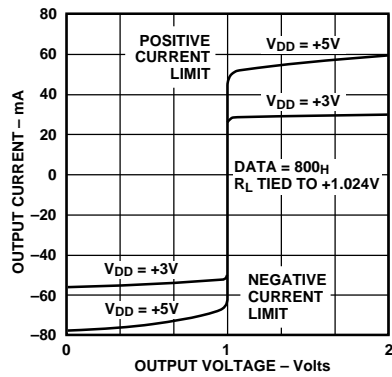 80
60
40
20
0
–20
–40
–60
–80
OUTPUT CURRENT – mA
POSITIVE
CURRENT
LIMIT
VDD = +5V
VDD = +3V
DATA = 800H
RL TIED TO +1.024V
VDD = +3V
VDD = +5V
NEGATIVE
CURRENT
LIMIT
0
1
2
OUTPUT VOLTAGE – Volts